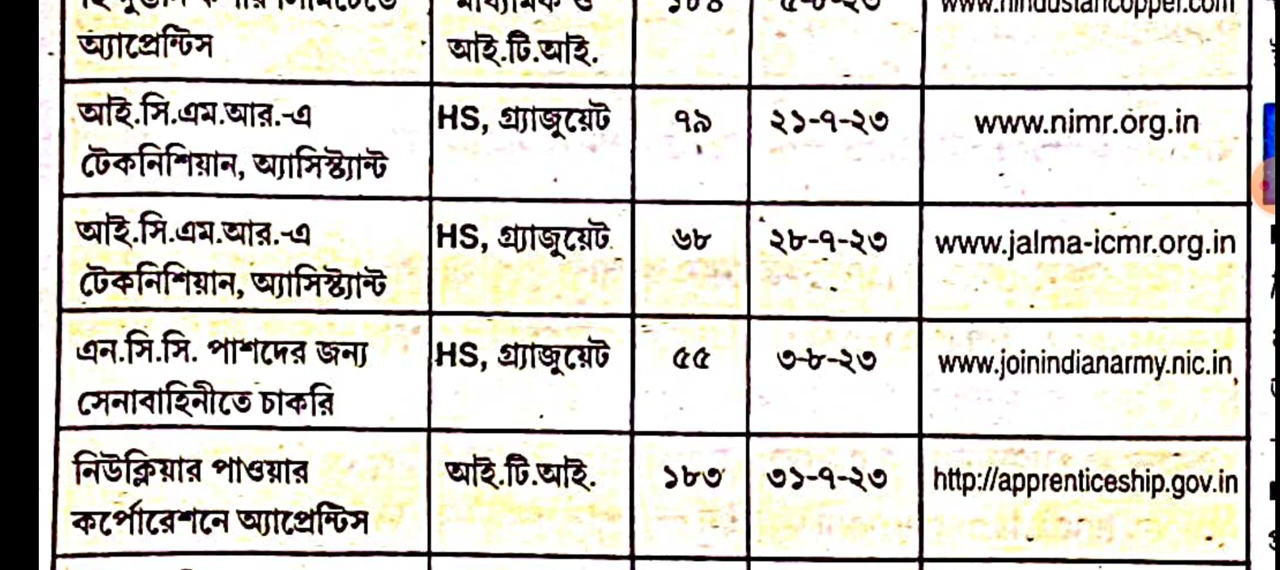 অ্যাপ্রেন্টিস
আই.টি.আই.
www.hindustancopper.com
আই.সি.এম.আর.-এ
টেকনিশিয়ান, অ্যাসিস্ট্যান্ট
HS, গ্র্যাজুয়েট
৭৯
২১-৭-২৩
www.nimr.org.in
আই.সি.এম.আর.-এ
টেকনিশিয়ান, অ্যাসিস্ট্যান্ট
HS, গ্র্যাজুয়েট
৬৮
২৮-৭-২৩
www.jalma-icmr.org.in
এন.সি.সি. পাশদের জন্য
সেনাবাহিনীতে চাকরি
HS, গ্র্যাজুয়েট
৫৫
৩-৮-২৩
www.joinindianarmy.nic.in
নিউক্লিয়ার পাওয়ার
কর্পোরেশনে অ্যাপ্রেন্টিস
আই.টি.আই.
১৮৩
৩১-৭-২৩
http://apprenticeship.gov.in